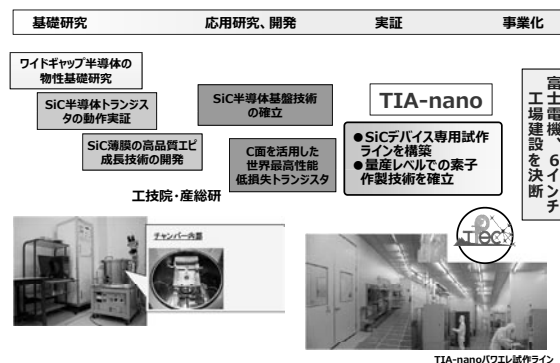 基礎研究
応用研究、開発
実証
事業化
ワイドギャップ半導体の
物性基礎研究
SiC半導体トランジス
タの動作実証
SiC薄膜の高品質エピ
成長技術の開発
工技院・産総研
SiC半導体基盤技術
の確立
C面を活用した
世界最高性能
低損失トランジスタ
TIA-nano
●SiCデバイス専用試作
ラインを構築
●量産レベルでの素子
作製技術を確立
富士電機、6インチ
工場建設を決断
チャンバー内部
TPEC
TIA-nanoパワエレ試作ライン